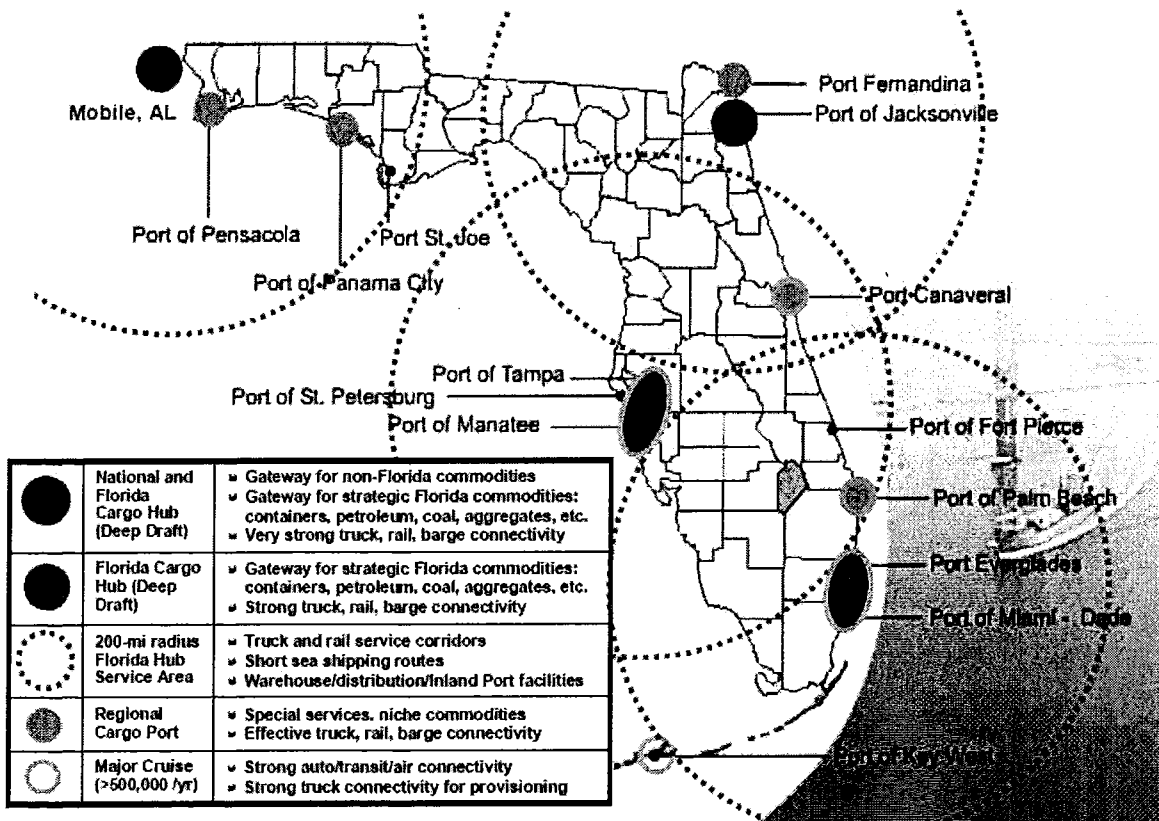 Port Fernandina
Mobile, AL
Port of Jacksonville
Port of Pensacola
Port St. Joe
Port of Panama City
Port Canaveral
Port of Tampa
Port of St. Petersburg
Port of Manatee
Port of Fort Pierce
Port of Palm Beach
Port Everglades
Port of Miami - Dade
Port of Key West
National and
Florida
Cargo Hub
(Deep Draft)
Gateway for non-Florida commodities
Gateway for strategic Florida commodities:
containers, petroleum, coal, aggregates, etc.
Very strong truck, rail, barge connectivity
Florida Cargo
Hub (Deep
Draft)
Gateway for strategic Florida commodities:
containers, petroleum, coal, aggregates, etc.
Strong truck, rail, barge connectivity
200-mi radius
Florida Hub
Service Area
Truck and rail service corridors
Short sea shipping routes
Warehouse/distribution/Inland Port facilities
Regional
Cargo Port
Special services, niche commodities
Effective truck, rail, barge connectivity
Major Cruise
(>500,000 /yr)
Strong auto/transit/air connectivity
Strong truck connectivity for provisioning